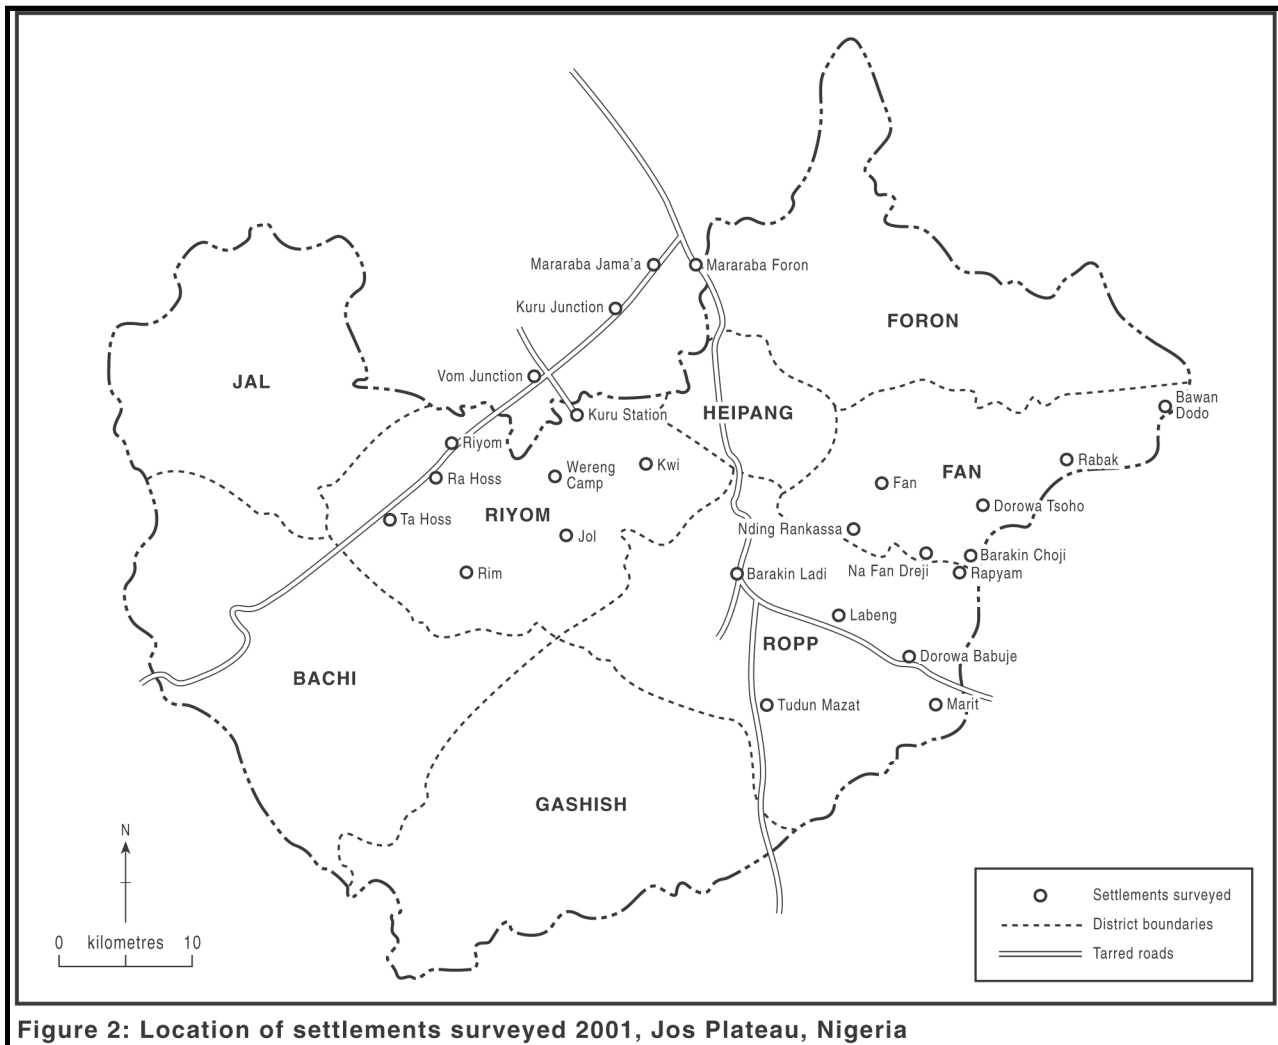 Mararaba Jama'a
Mararaba Foron
Kuru Junction
FORON
Vom Junction
JAL
Bawan
Dodo
HEIPANG
Kuru Station
Riyom
Kwi
Rabak
Wereng
Camp
FAN
Ra Hoss
Fan
Dorowa Tsoho
RIYOM
Ta Hoss
Nding Rankassa
Jol
Barakin Choji
Na Fan Dreji
Rapyam
Rim
Barakin Ladi
Labeng
ROPP
Dorowa Babuje
BACHI
Tudun Mazat
Marit
GASHISH
N
0 kilometres 10
Settlements surveyed
District boundaries
Tarred roads
Figure 2: Location of settlements surveyed 2001, Jos Plateau, Nigeria